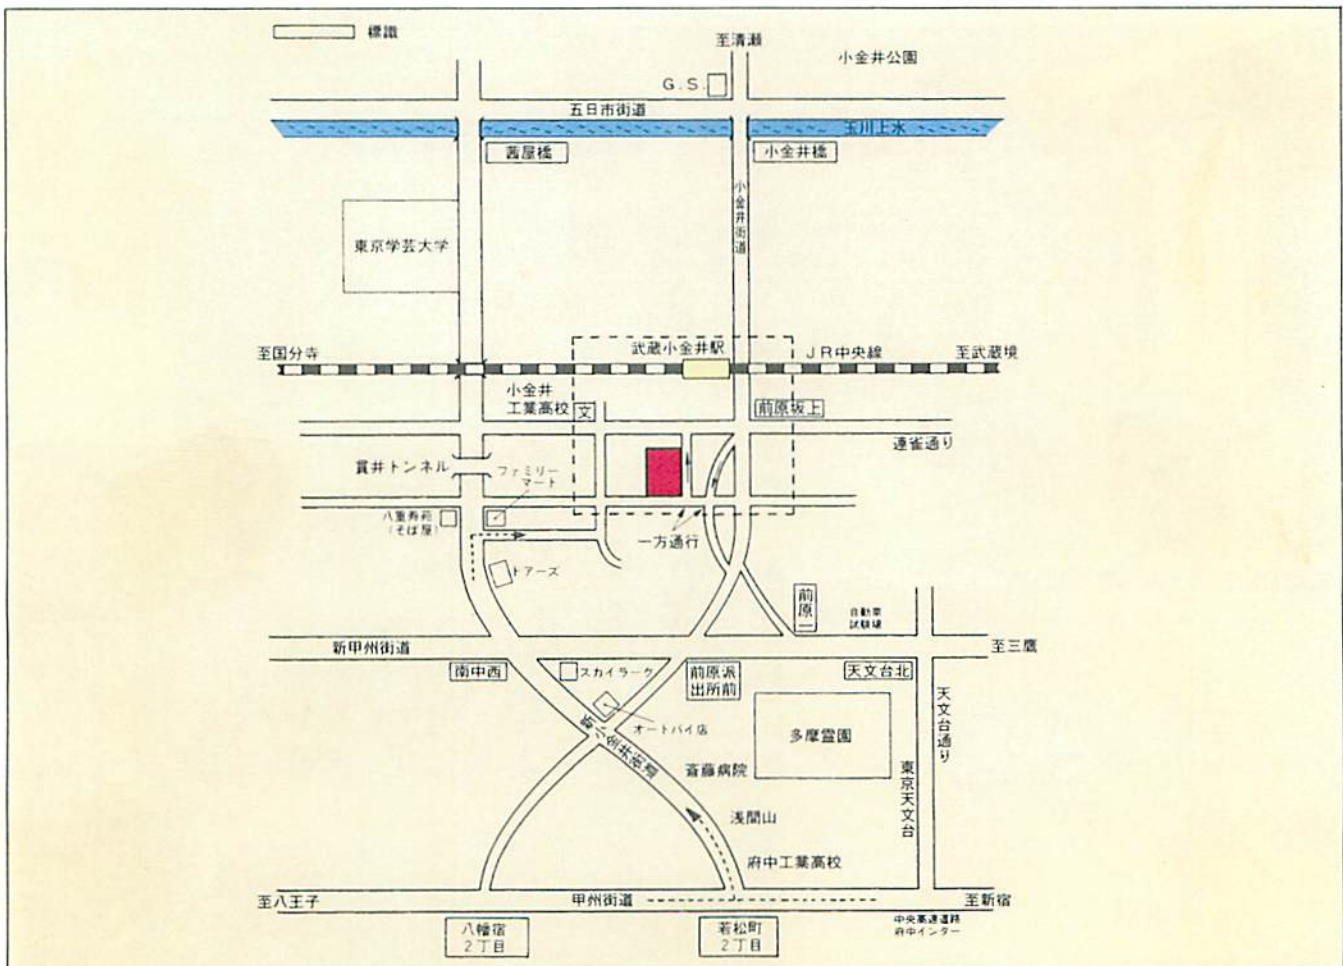 標識
至清瀬
小金井公園
G.S.
五日市街道
玉川上水
茜屋橋
小金井橋
小金井街道
東京学芸大学
至国分寺
武蔵小金井駅
JR中央線
至武蔵境
小金井
工業高校
文
前原坂上
連雀通り
貫井トンネル
ファミリー
マート
八重寿苑
(そば屋)
一方通行
ドアーズ
前原一
自動車
試験場
新甲州街道
至三鷹
南中西
スカイラーク
前原派
出所前
天文台北
オートバイ店
新小金井街道
多摩霊園
天文台通り
斎藤病院
東京天文台
浅間山
府中工業高校
至八王子
甲州街道
至新宿
八幡宿
2丁目
若松町
2丁目
中央高速道路
府中インター